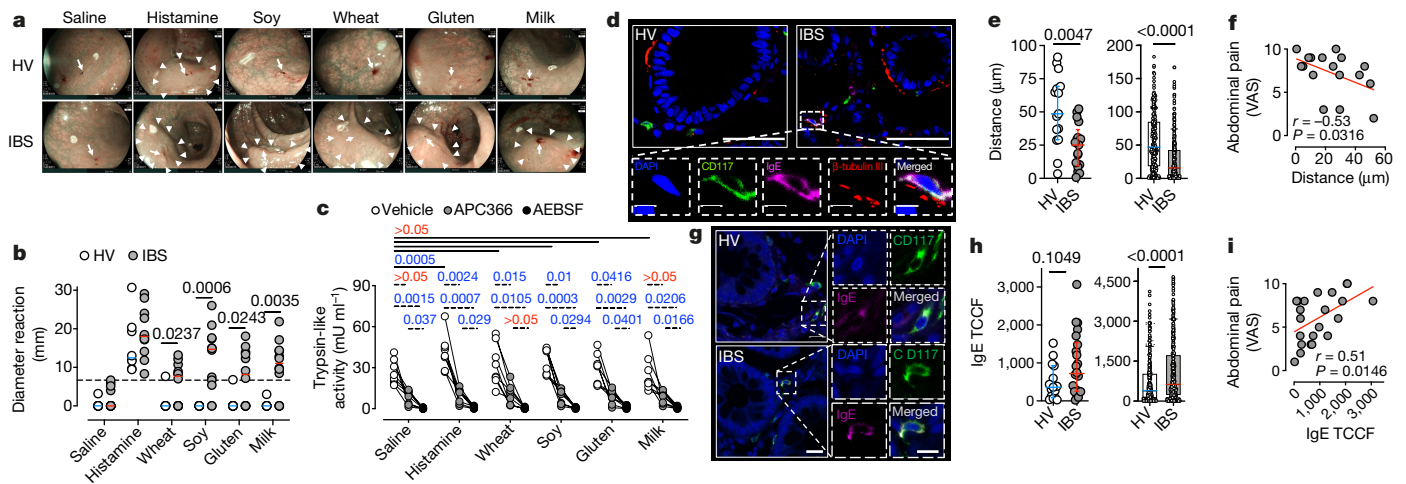 a
Saline
Histamine
Soy
Wheat
Gluten
Milk
HV
IBS
b
HV
IBS
Diameter reaction
(mm)
30
20
10
0
0.0237
0.0006
0.0243
0.0035
Saline
Histamine
Wheat
Soy
Gluten
Milk
c
Vehicle
APC366
AEBSF
>0.05
0.0005
>0.05
0.0024
0.015
0.01
0.0416
>0.05
0.0015
0.0007
0.0105
0.0003
0.0029
0.0206
0.037
0.029
>0.05
0.0294
0.0401
0.0166
Trypsin-like
activity (mU ml⁻¹)
90
60
30
0
Saline
Histamine
Wheat
Soy
Gluten
Milk
d
HV
IBS
DAPI
CD117
IgE
β-tubulin III
Merged
e
0.0047
<0.0001
Distance (μm)
100
75
50
25
0
HV
IBS
200
150
100
50
0
HV
IBS
f
Abdominal pain
(VAS)
10
5
0
r = −0.53
P = 0.0316
0
20
40
60
Distance (μm)
g
HV
DAPI
CD117
IgE
Merged
IBS
DAPI
C D117
IgE
Merged
h
0.1049
<0.0001
IgE TCCF
3,000
2,000
1,000
0
HV
IBS
4,500
3,000
1,500
0
HV
IBS
i
Abdominal pain
(VAS)
10
5
0
r = 0.51
P = 0.0146
0
1,000
2,000
3,000
IgE TCCF